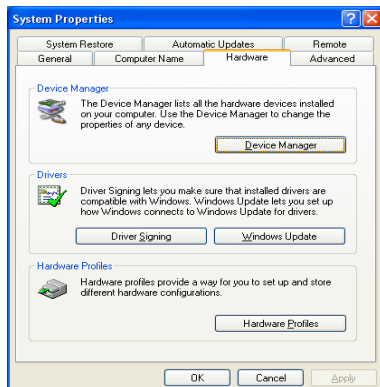 System Properties
System Restore Automatic Updates Remote
General Computer Name Hardware Advanced
Device Manager
The Device Manager lists all the hardware devices installed
on your computer. Use the Device Manager to change the
properties of any device.
Device Manager
Drivers
Driver Signing lets you make sure that installed drivers are
compatible with Windows. Windows Update lets you set up
how Windows connects to Windows Update for drivers.
Driver Signing Windows Update
Hardware Profiles
Hardware profiles provide a way for you to set up and store
different hardware configurations.
Hardware Profiles
OK Cancel Apply